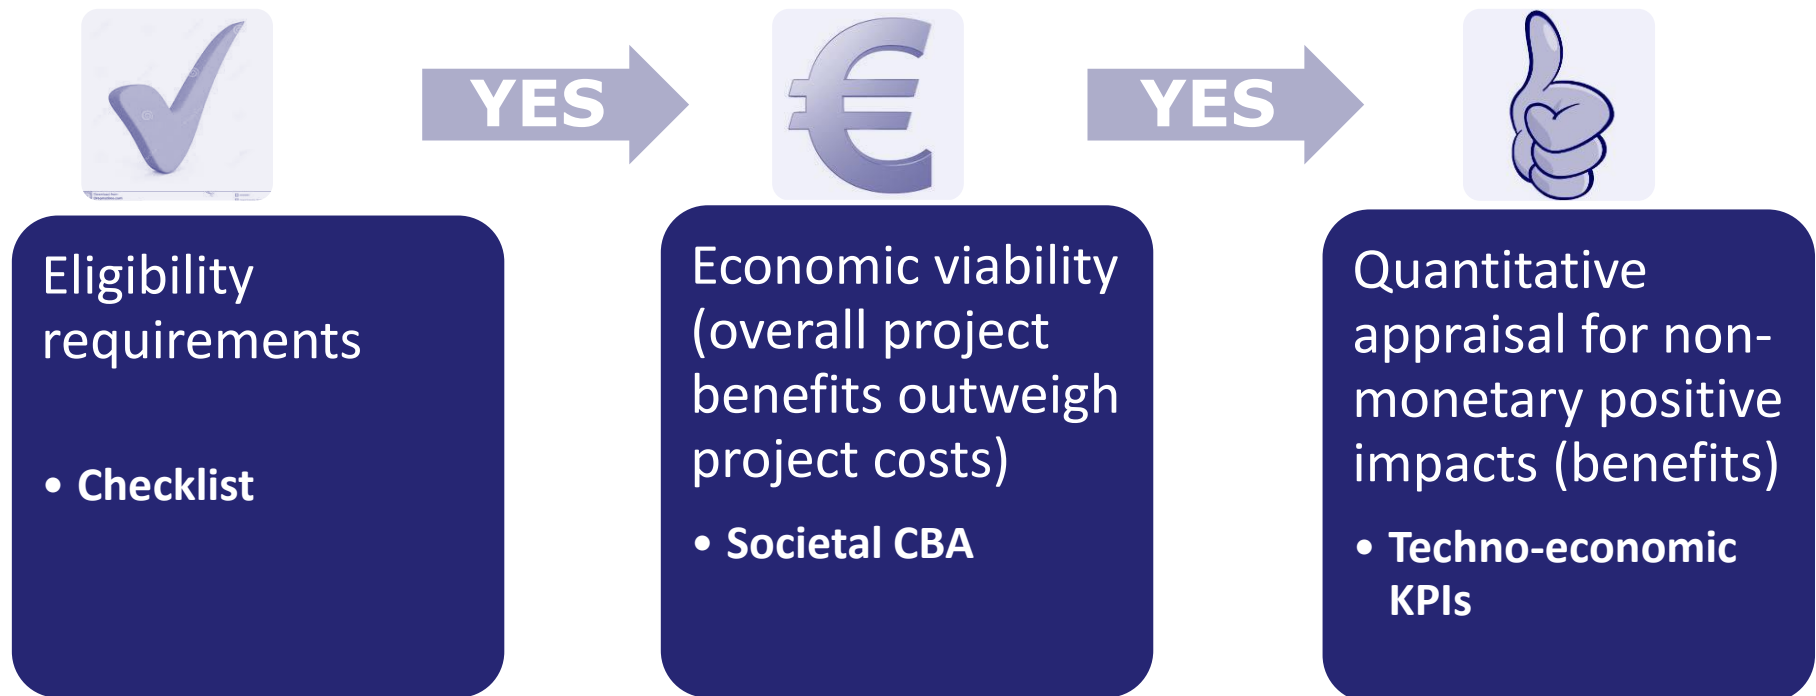 YES
YES
Eligibility
requirements
• Checklist
Economic viability
(overall project
benefits outweigh
project costs)
• Societal CBA
Quantitative
appraisal for non-
monetary positive
impacts (benefits)
• Techno-economic
KPIs